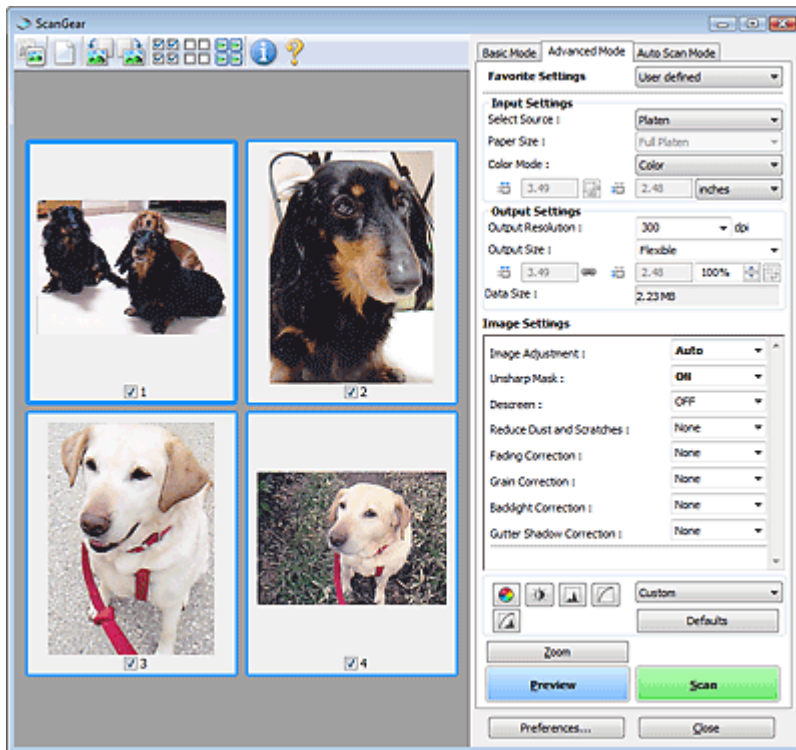 ScanGear
Basic Mode Advanced Mode Auto Scan Mode
Favorite Settings User defined
Input Settings
Select Source : Platen
Paper Size : Full Platen
Color Mode : Color
3.49 2.48 inches
Output Settings
Output Resolution : 300 dpi
Output Size : Flexible
3.49 2.48 100%
Data Size : 2.23 MB
Image Settings
Image Adjustment : Auto
Unsharp Mask : ON
Descreen : OFF
Reduce Dust and Scratches : None
Fading Correction : None
Grain Correction : None
Backlight Correction : None
Gutter Shadow Correction : None
Custom
Defaults
Zoom
Preview Scan
Preferences... Close
1 2
3 4